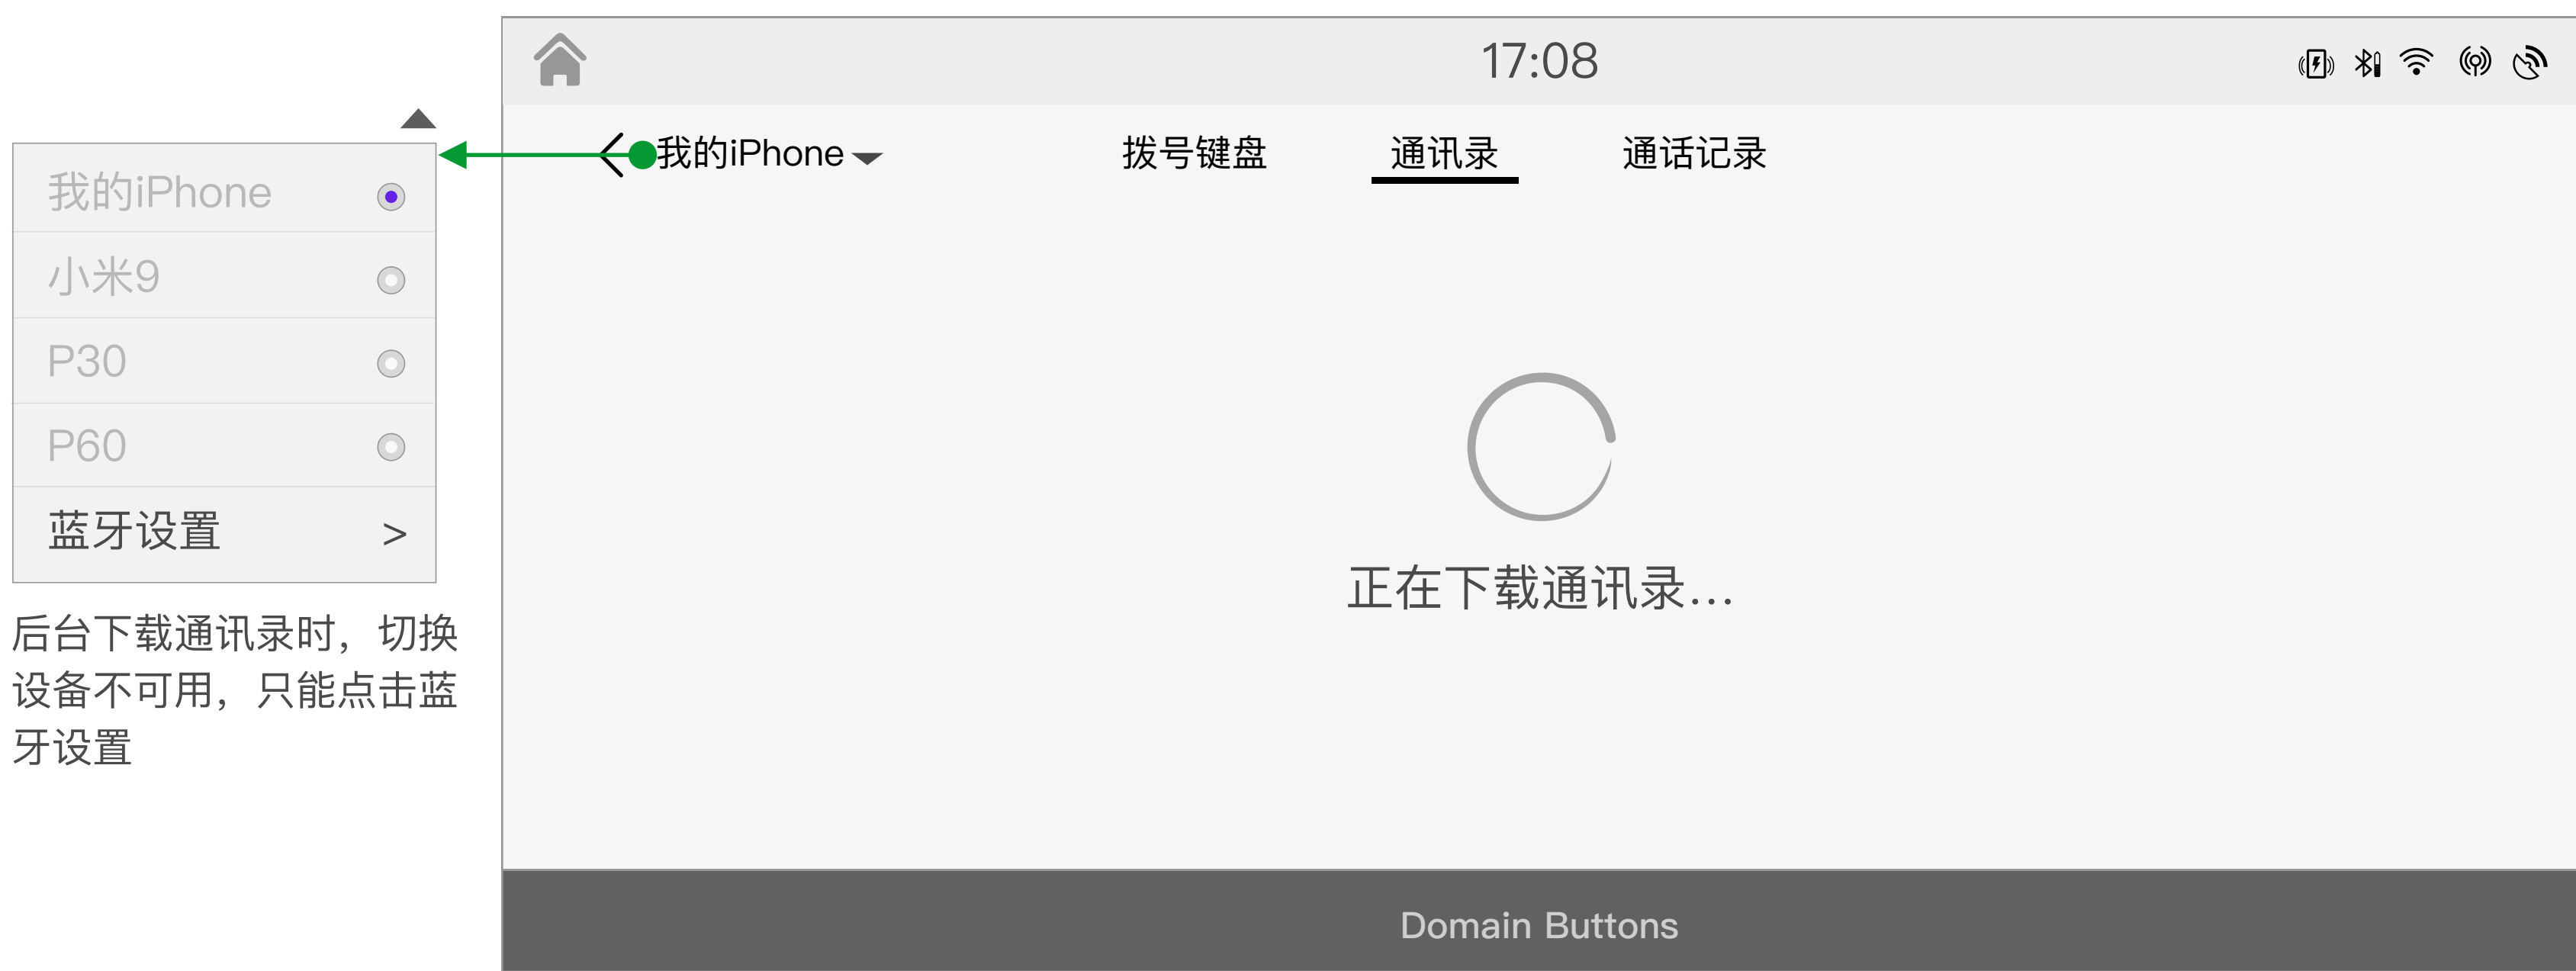 17:08
我的iPhone
拨号键盘
通讯录
通话记录
我的iPhone
小米9
P30
P60
蓝牙设置
>
后台下载通讯录时，切换
设备不可用，只能点击蓝
牙设置
正在下载通讯录...
Domain Buttons